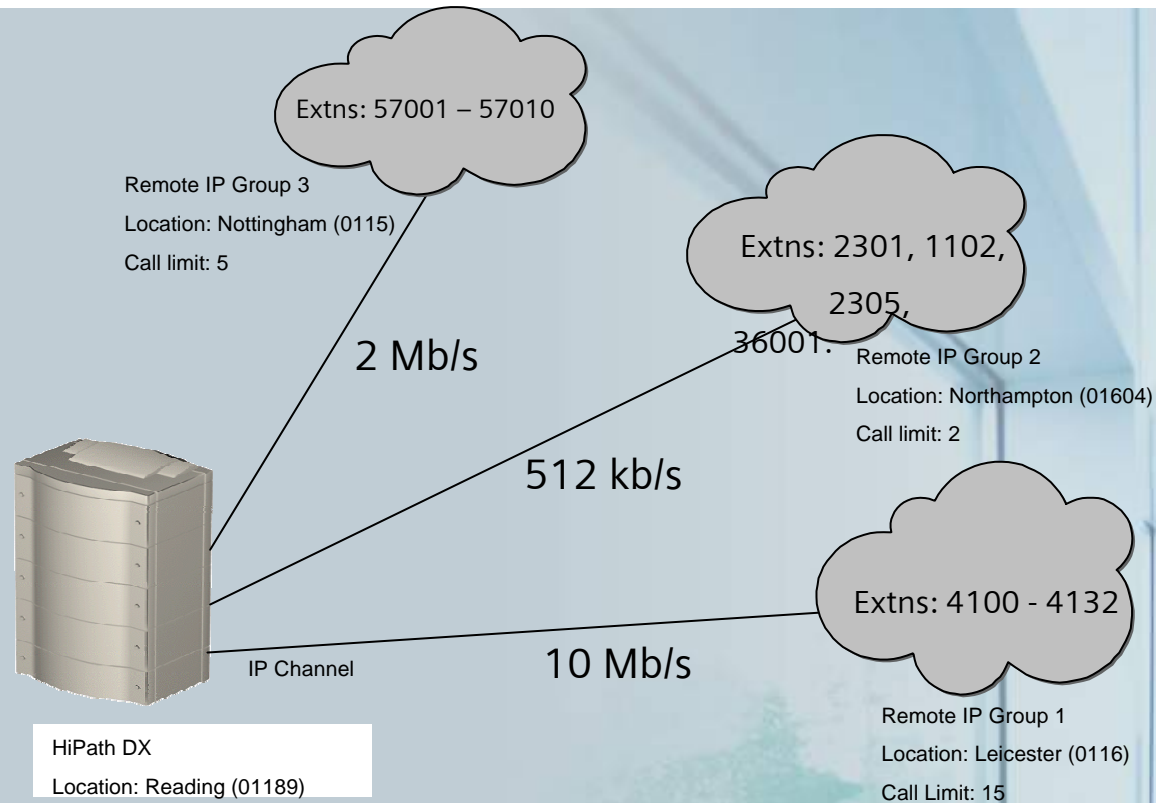 Extns: 57001 – 57010
Remote IP Group 3
Location: Nottingham (0115)
Call limit: 5
2 Mb/s
Extns: 2301, 1102,
2305,
36001.
Remote IP Group 2
Location: Northampton (01604)
Call limit: 2
512 kb/s
Extns: 4100 - 4132
IP Channel
10 Mb/s
Remote IP Group 1
Location: Leicester (0116)
Call Limit: 15
HiPath DX
Location: Reading (01189)